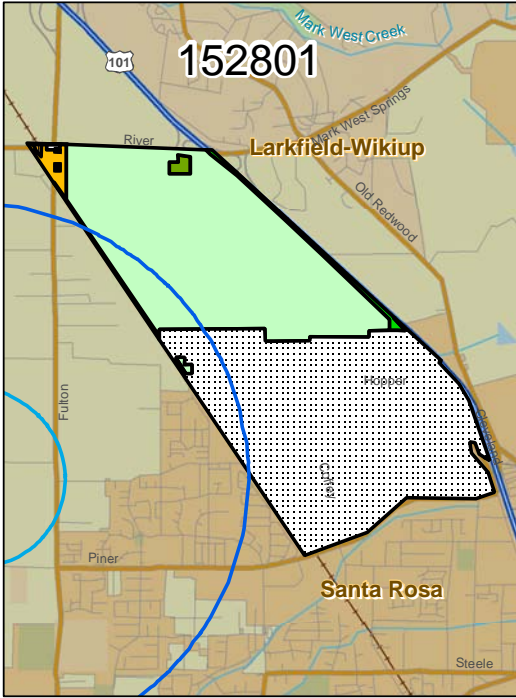 Mark West Creek
152801
101
Mark West Springs
River
Larkfield-Wikiup
Old Redwood
Hopper
Fulton
Cleveland
Coffey
Piner
Santa Rosa
Steele